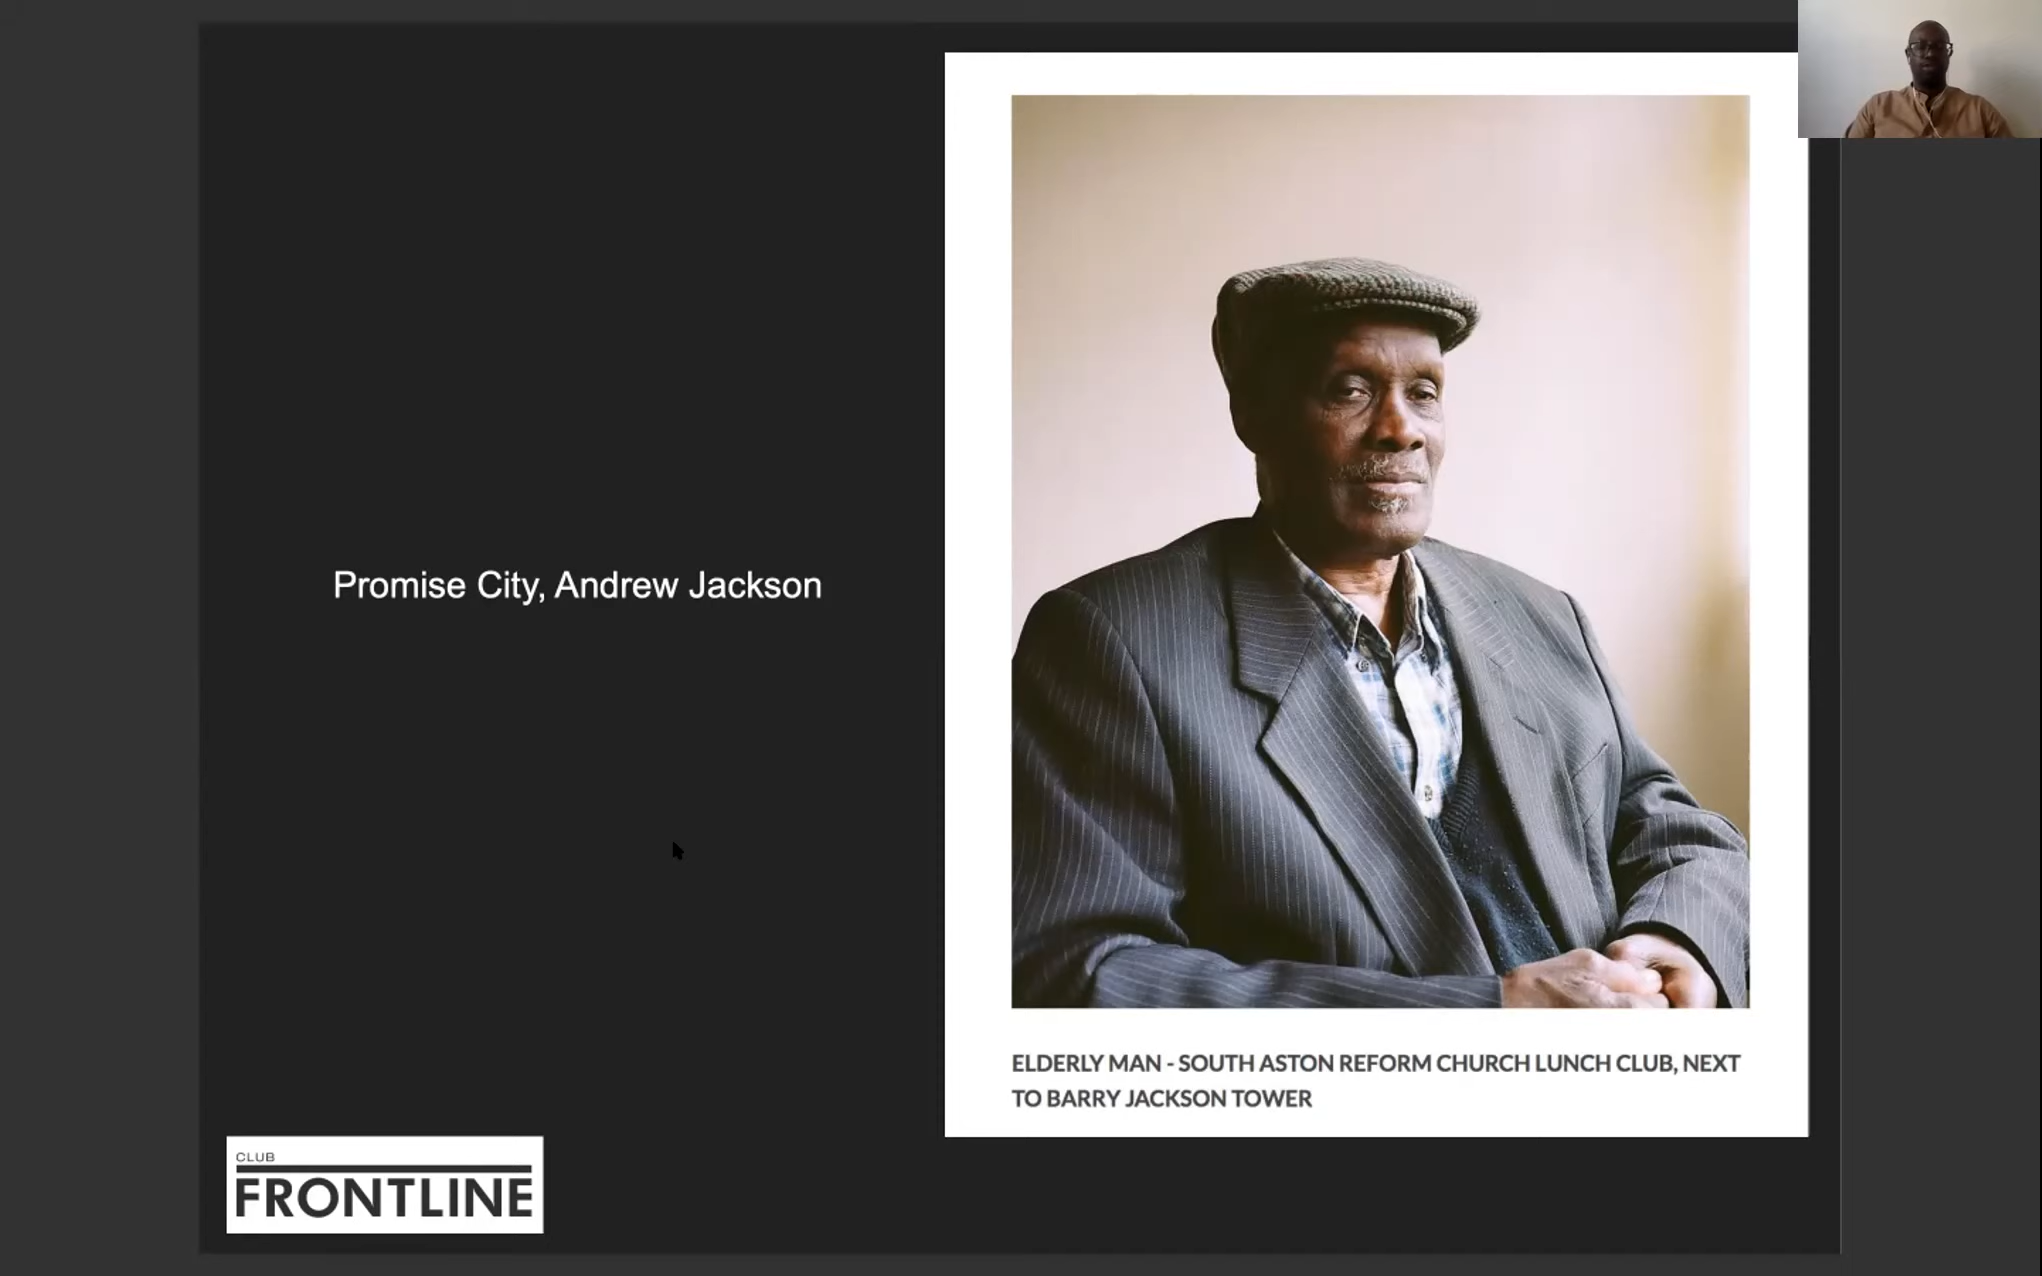 Promise City, Andrew Jackson
ELDERLY MAN - SOUTH ASTON REFORM CHURCH LUNCH CLUB, NEXT
TO BARRY JACKSON TOWER
CLUB
FRONTLINE